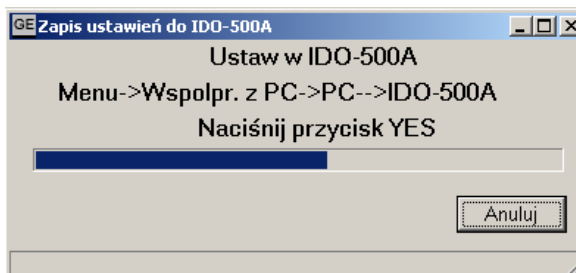 GE Zapis ustawień do IDO-500A
Ustaw w IDO-500A
Menu->Wspolpr. z PC->PC-->IDO-500A
Naciśnij przycisk YES
Anuluj